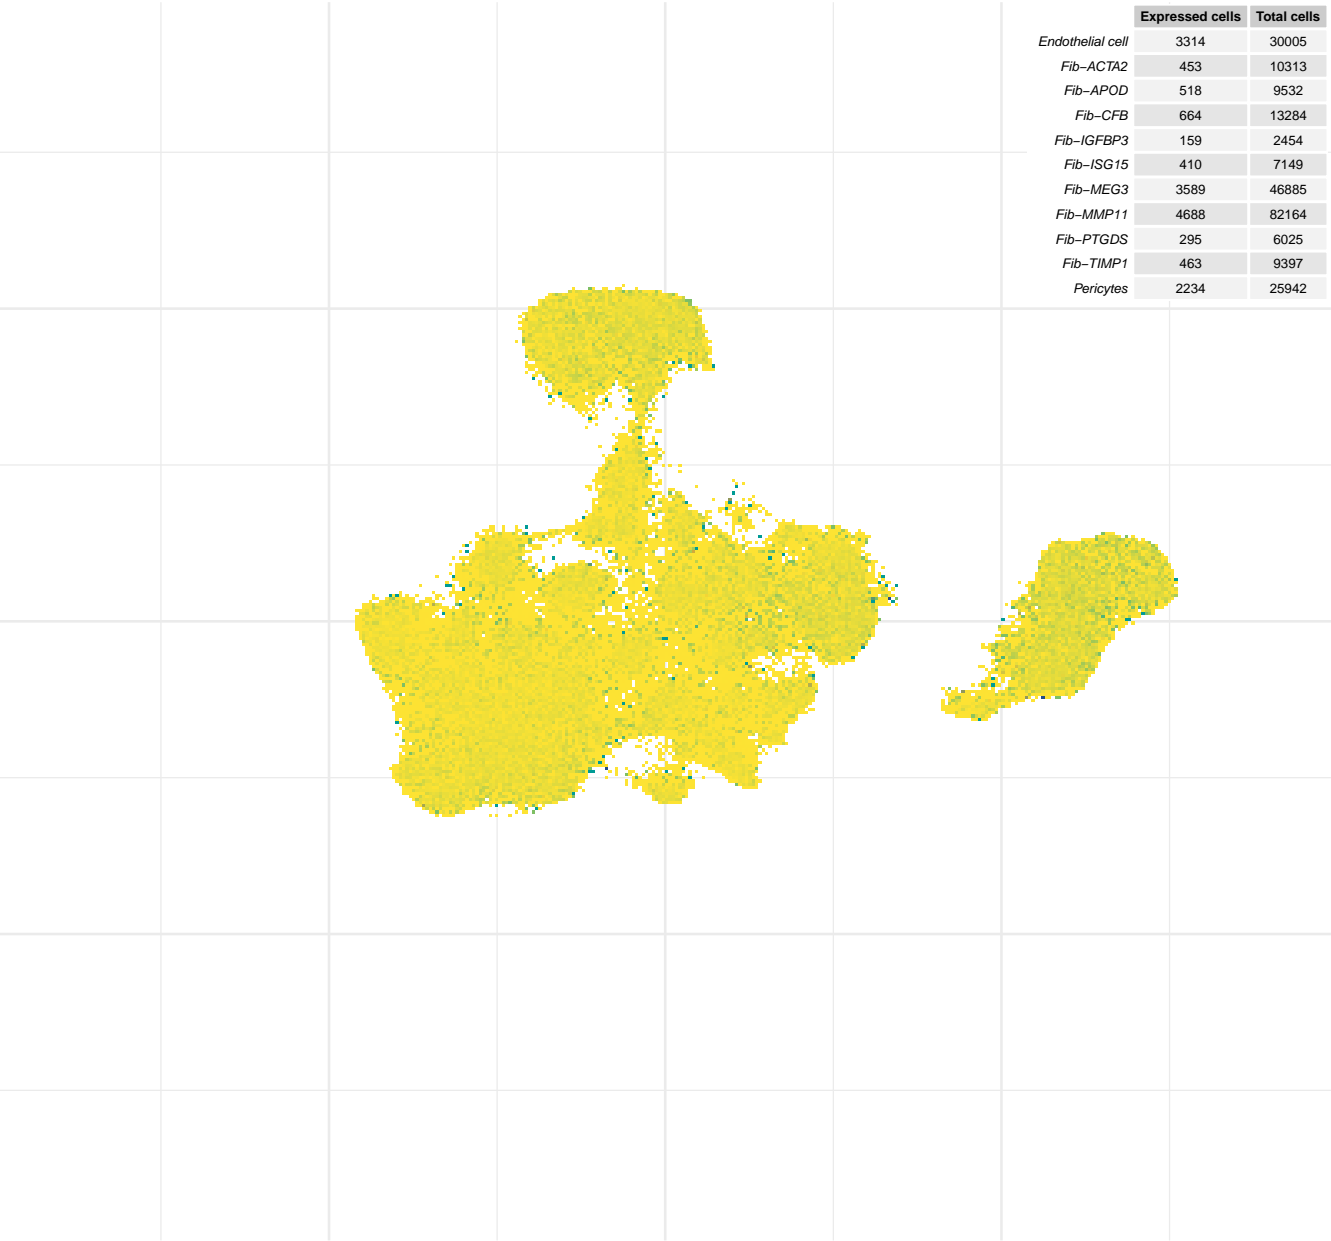 Expressed cells Total cells
Endothelial cell 3314 30005
Fib−ACTA2 453 10313
Fib−APOD 518 9532
Fib−CFB 664 13284
Fib−IGFBP3 159 2454
Fib−ISG15 410 7149
Fib−MEG3 3589 46885
Fib−MMP11 4688 82164
Fib−PTGDS 295 6025
Fib−TIMP1 463 9397
Pericytes 2234 25942